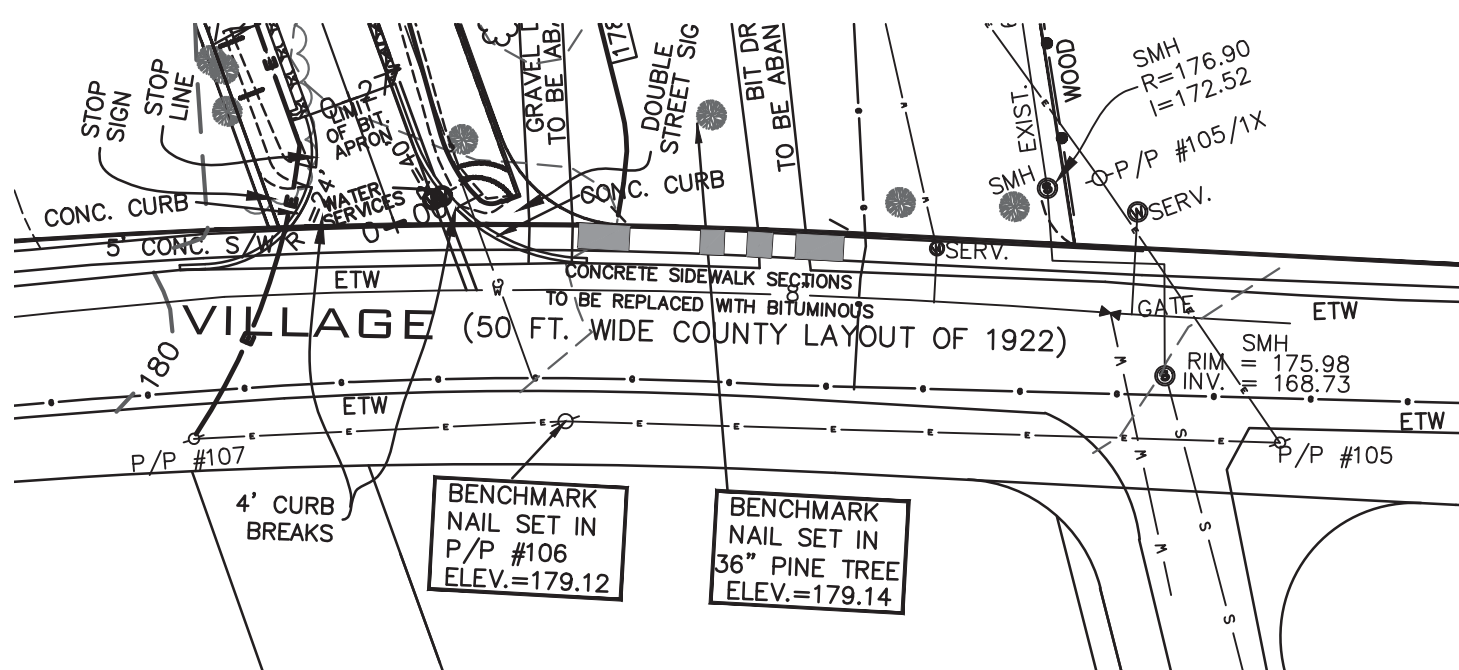 STOP
SIGN
STOP
LINE
LIMIT
OF BIT.
APRON
WATER
SERVICES
GRAVEL
TO BE ABA
178
DOUBLE
STREET SIG
BIT DR
TO BE ABAN
EXIST.
WOOD
SMH
R=176.90
I=172.52
P/P #105/1X
SMH
SERV.
CONC. CURB
CONC. CURB
5' CONC. S/W
SERV.
ETW
CONCRETE SIDEWALK SECTIONS
TO BE REPLACED WITH BITUMINOUS
8"
GATE
ETW
VILLAGE (50 FT. WIDE COUNTY LAYOUT OF 1922)
180
SMH
RIM = 175.98
INV. = 168.73
ETW
ETW
P/P #107
P/P #105
4' CURB
BREAKS
BENCHMARK
NAIL SET IN
P/P #106
ELEV.=179.12
BENCHMARK
NAIL SET IN
36" PINE TREE
ELEV.=179.14